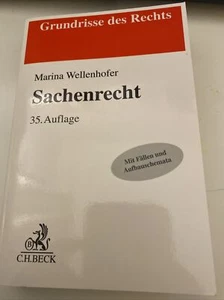 Grundrisse des Rechts
Marina Wellenhofer
Sachenrecht
35. Auflage
Mit Fällen und
Aufbauschemata
C.H.BECK